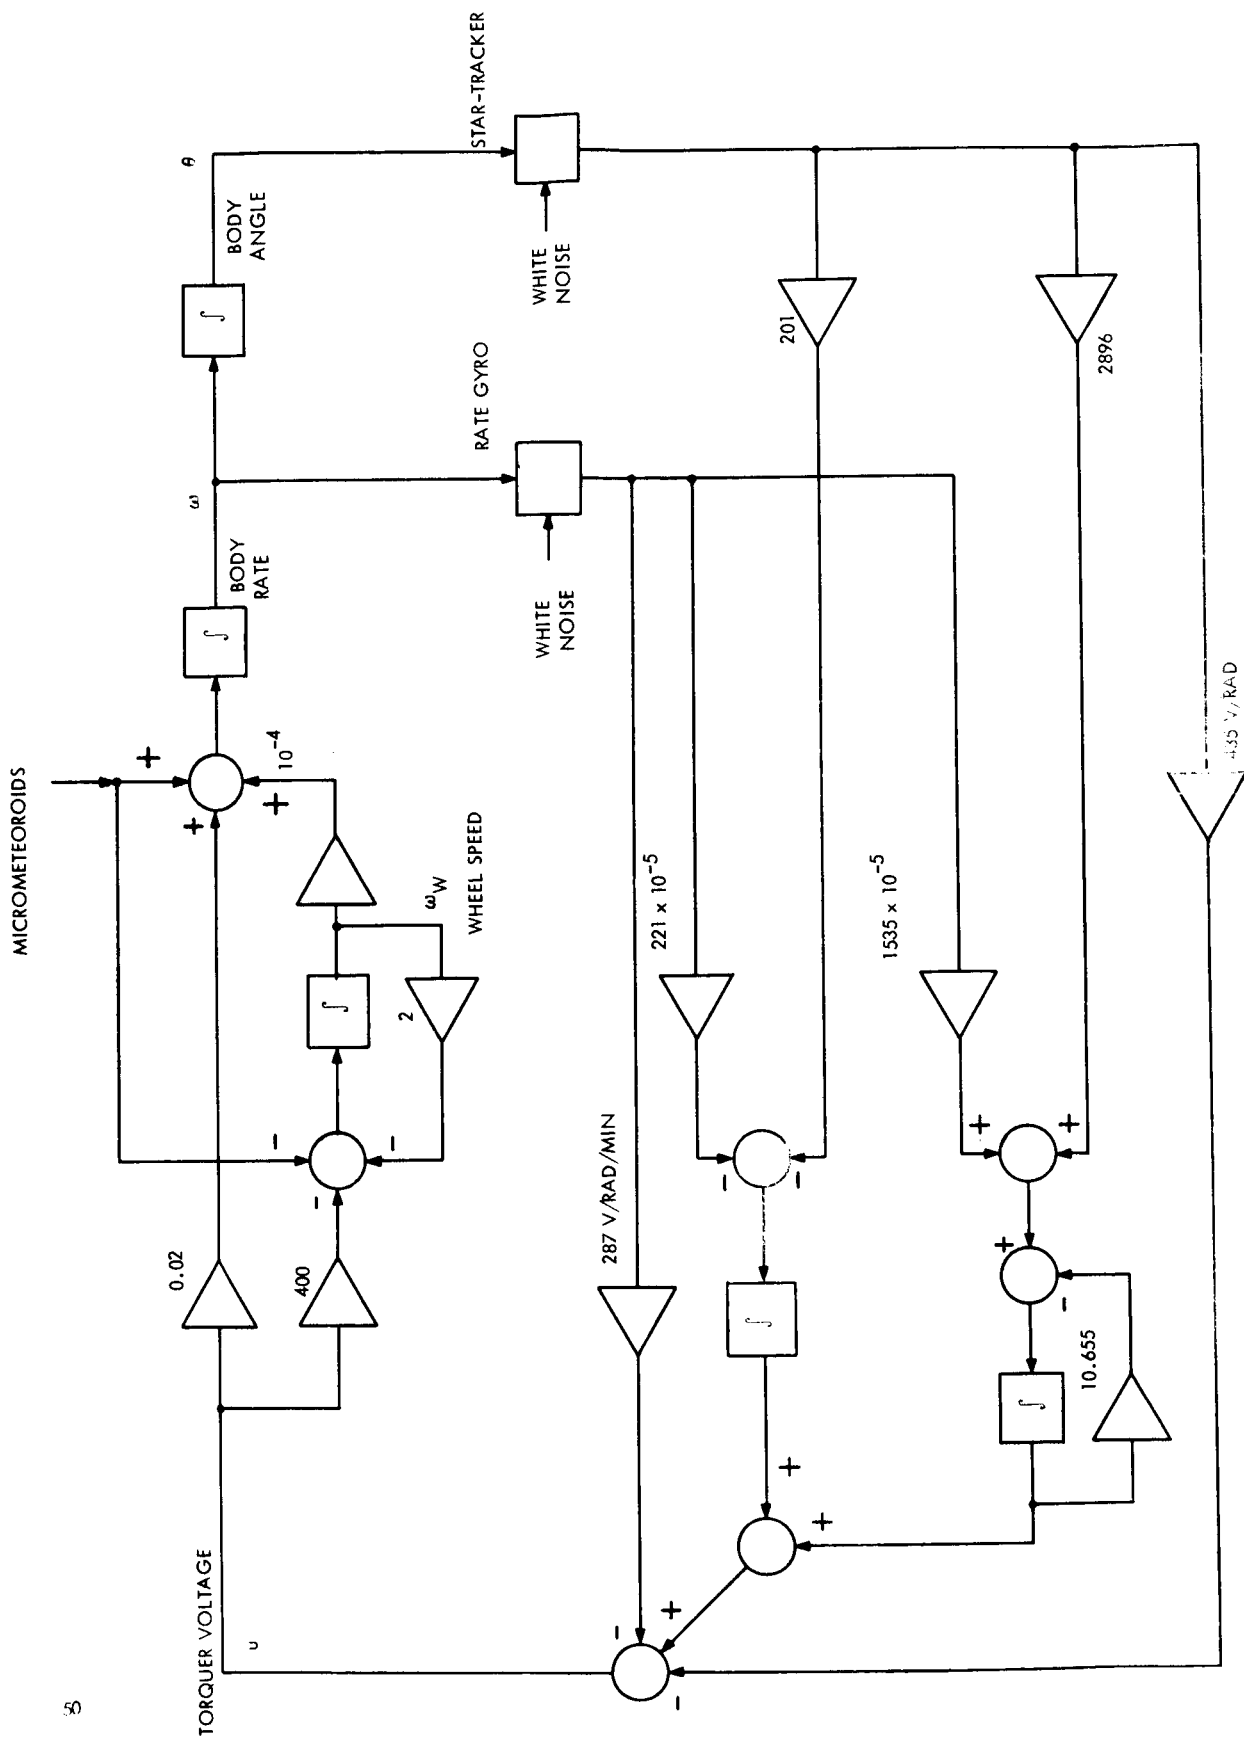 50
MICROMETEOROIDS
TORQUER VOLTAGE
u
0.02
400
2
ω_W
WHEEL SPEED
10⁻⁴
+
+
+
−
−
−
∫
∫
BODY
RATE
ω
∫
BODY
ANGLE
θ
STAR-TRACKER
WHITE
NOISE
RATE GYRO
WHITE
NOISE
201
2896
287 V/RAD/MIN
221 x 10⁻⁵
1535 x 10⁻⁵
435 V/RAD
−
−
∫
+
+
+
+
+
−
∫
10.655
−
+
−